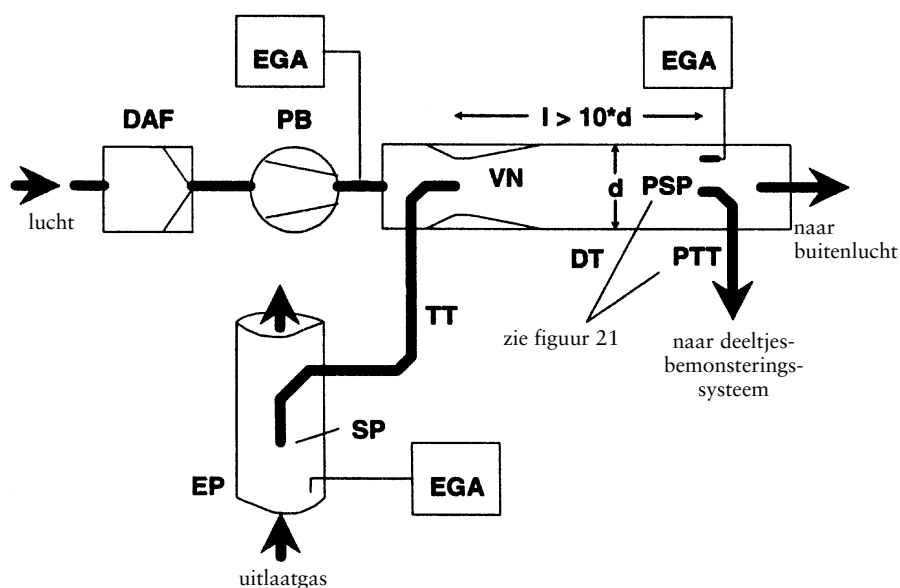 EGA
EGA
DAF
PB
l > 10*d
VN
d
PSP
lucht
naar
buitenlucht
DT
PTT
TT
zie figuur 21
naar deeltjes-
bemonsterings-
systeem
SP
EP
EGA
uitlaatgas